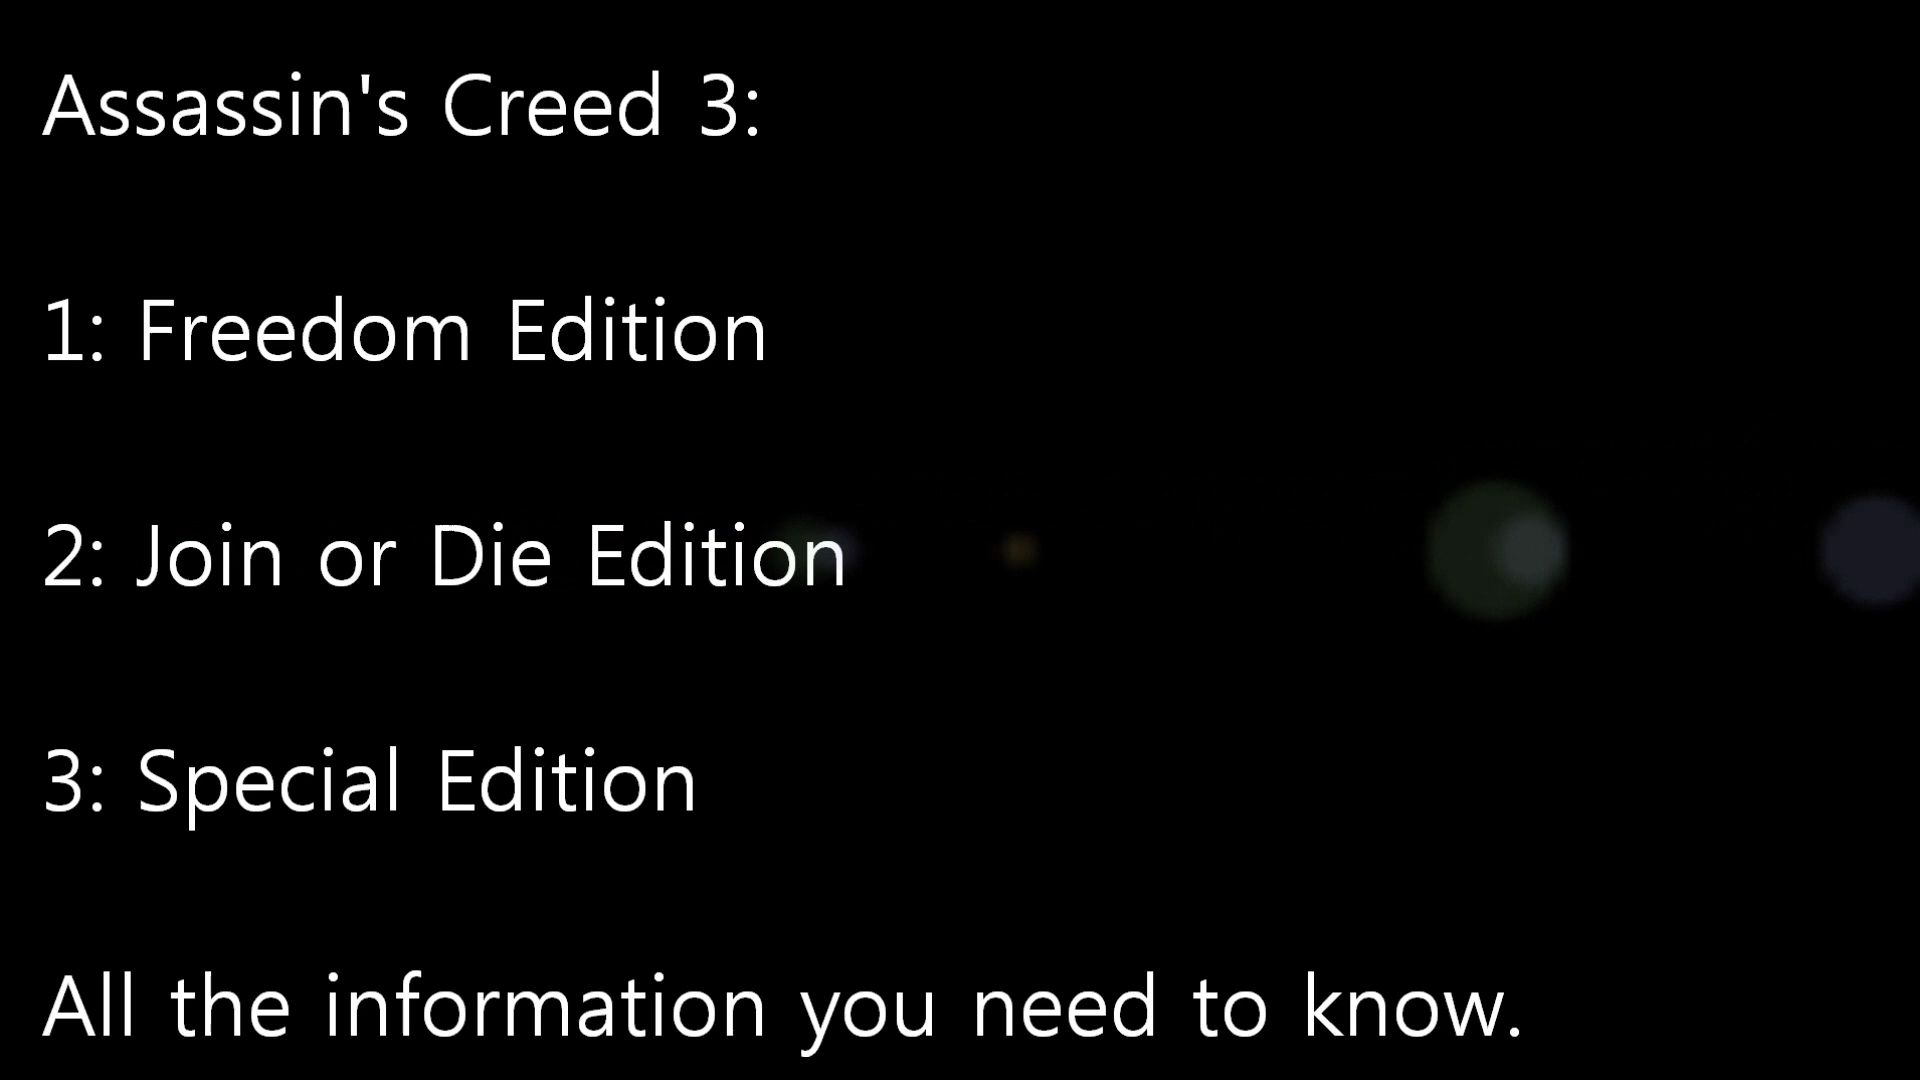 Assassin's Creed 3:
1: Freedom Edition
2: Join or Die Edition
3: Special Edition
All the information you need to know.